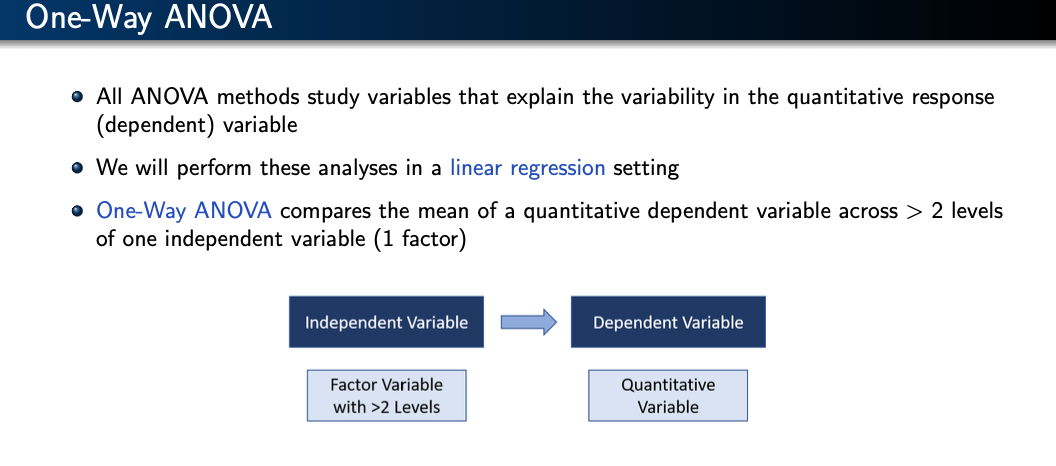 One-Way ANOVA
All ANOVA methods study variables that explain the variability in the quantitative response
(dependent) variable
We will perform these analyses in a linear regression setting
One-Way ANOVA compares the mean of a quantitative dependent variable across > 2 levels
of one independent variable (1 factor)
Independent Variable
Dependent Variable
Factor Variable
with >2 Levels
Quantitative
Variable